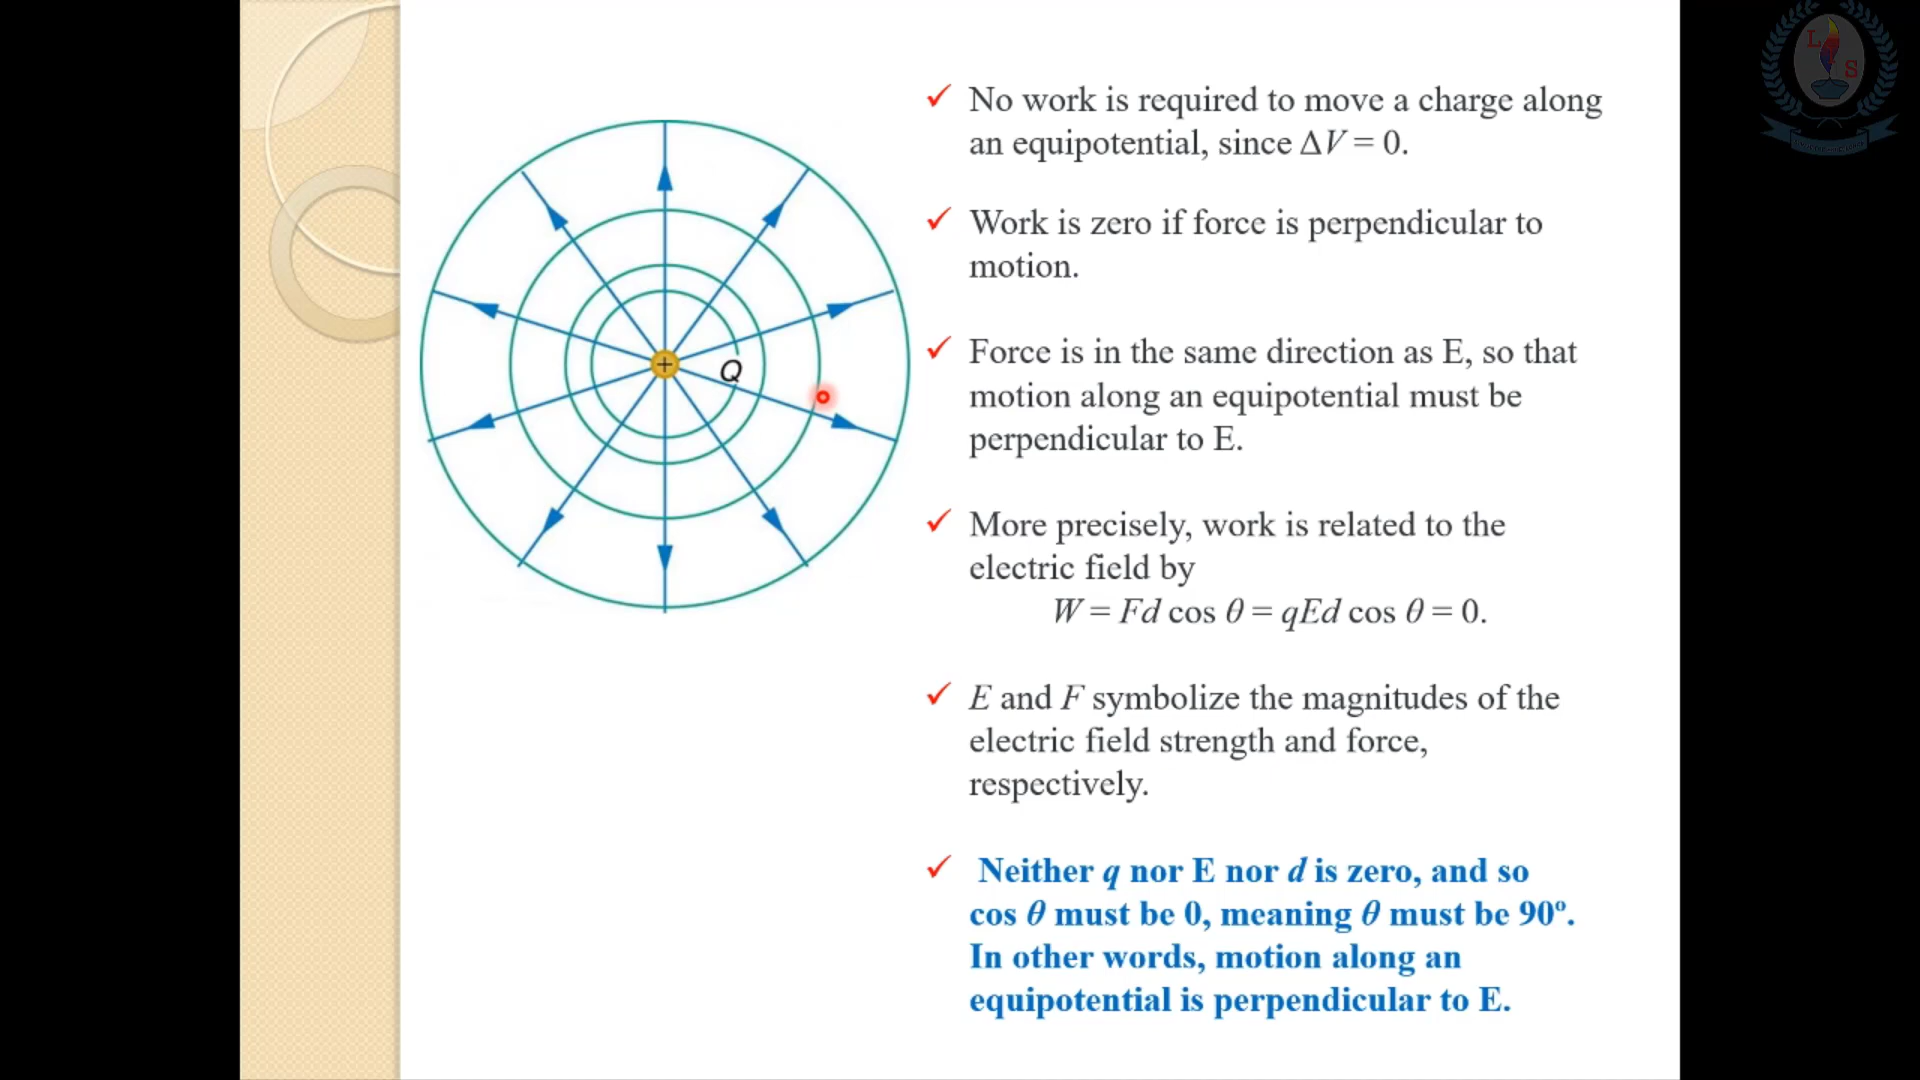 L
S
✓ No work is required to move a charge along
an equipotential, since ΔV = 0.
✓ Work is zero if force is perpendicular to
motion.
✓ Force is in the same direction as E, so that
motion along an equipotential must be
perpendicular to E.
✓ More precisely, work is related to the
electric field by
W = Fd cos θ = qEd cos θ = 0.
✓ E and F symbolize the magnitudes of the
electric field strength and force,
respectively.
✓ Neither q nor E nor d is zero, and so
cos θ must be 0, meaning θ must be 90º.
In other words, motion along an
equipotential is perpendicular to E.
+
Q